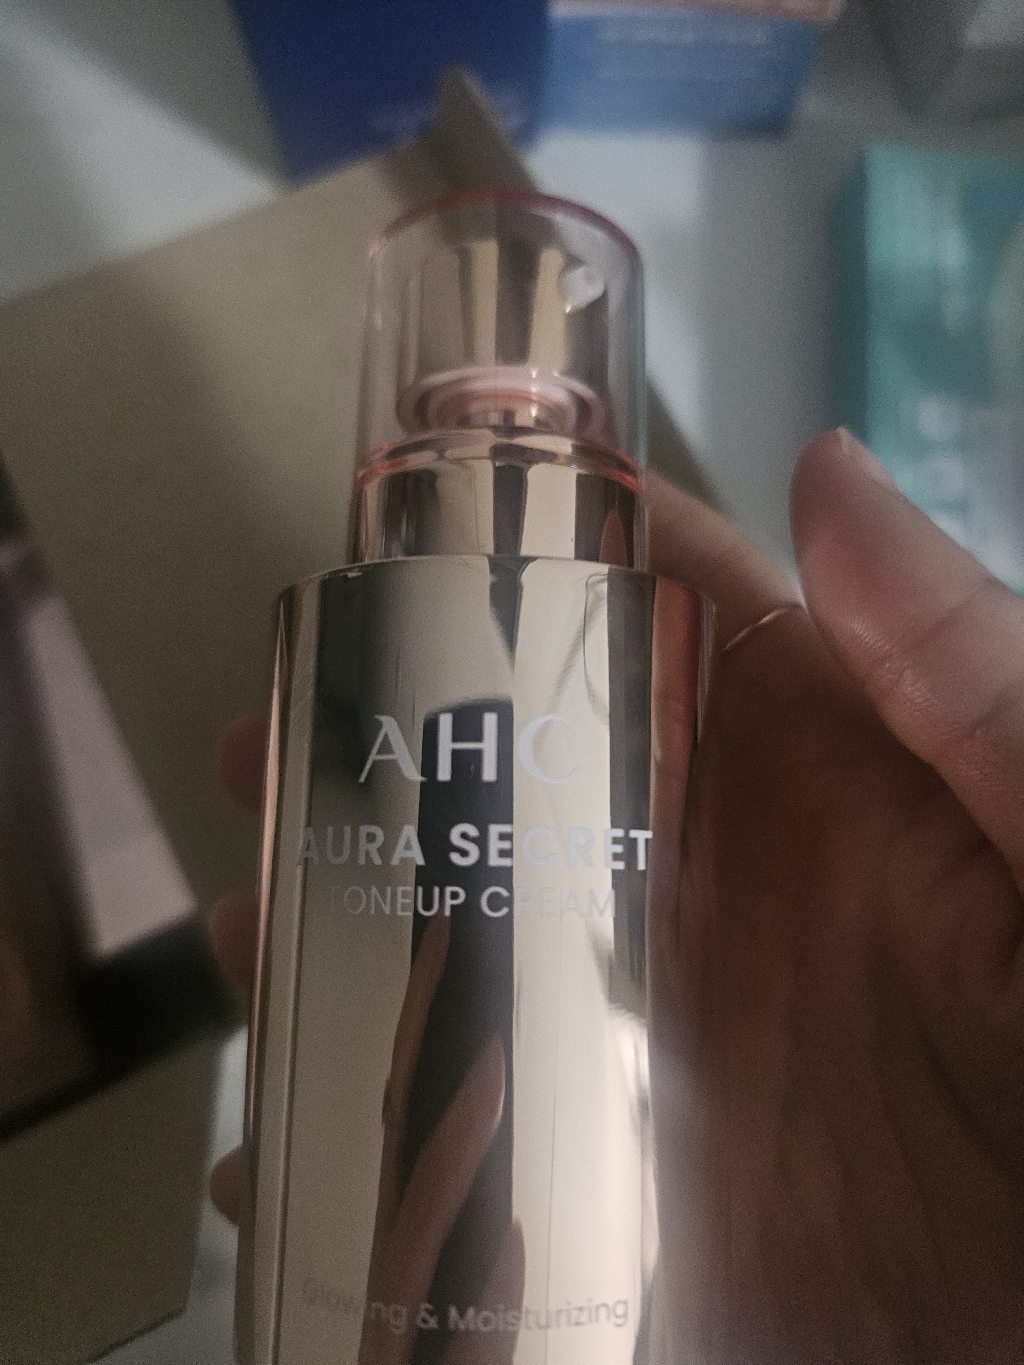 AHC
AURA SECRET
TONEUP CREAM
Glowing & Moisturizing